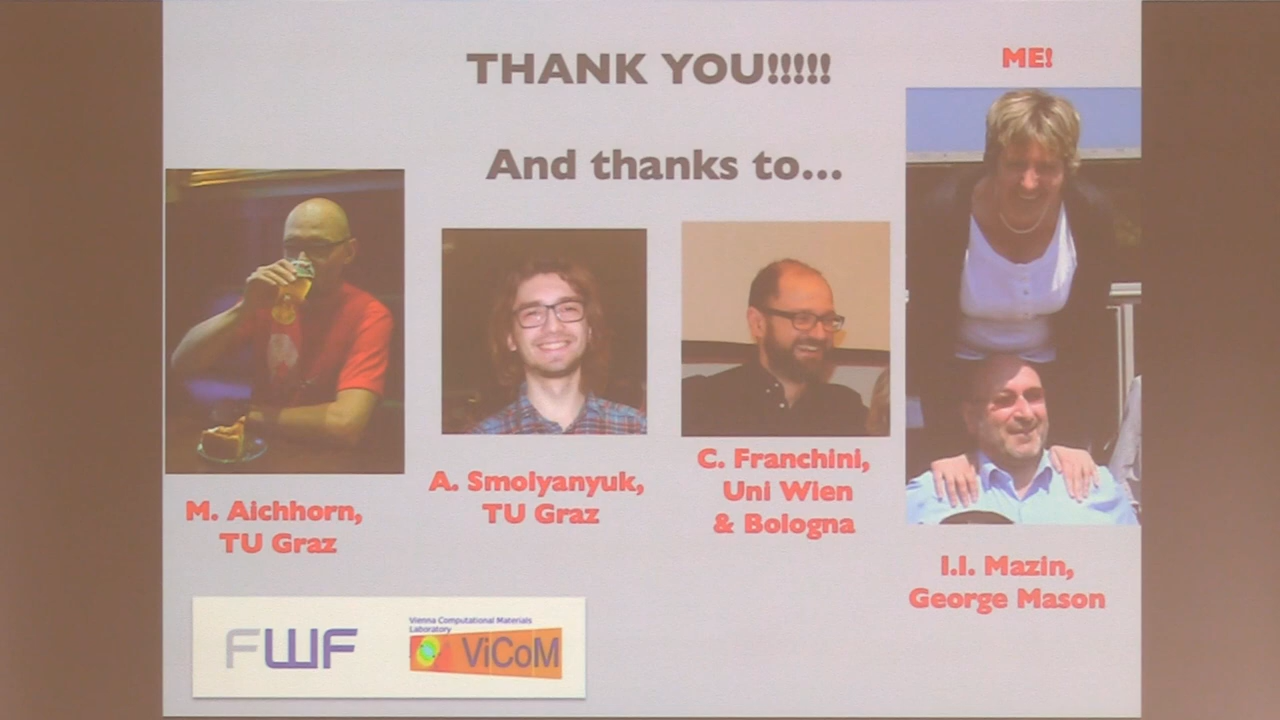 THANK YOU!!!!!
ME!
And thanks to...
M. Aichhorn,
TU Graz
A. Smolyanyuk,
TU Graz
C. Franchini,
Uni Wien
& Bologna
I.I. Mazin,
George Mason
FWF
Vienna Computational Materials
Laboratory
ViCoM